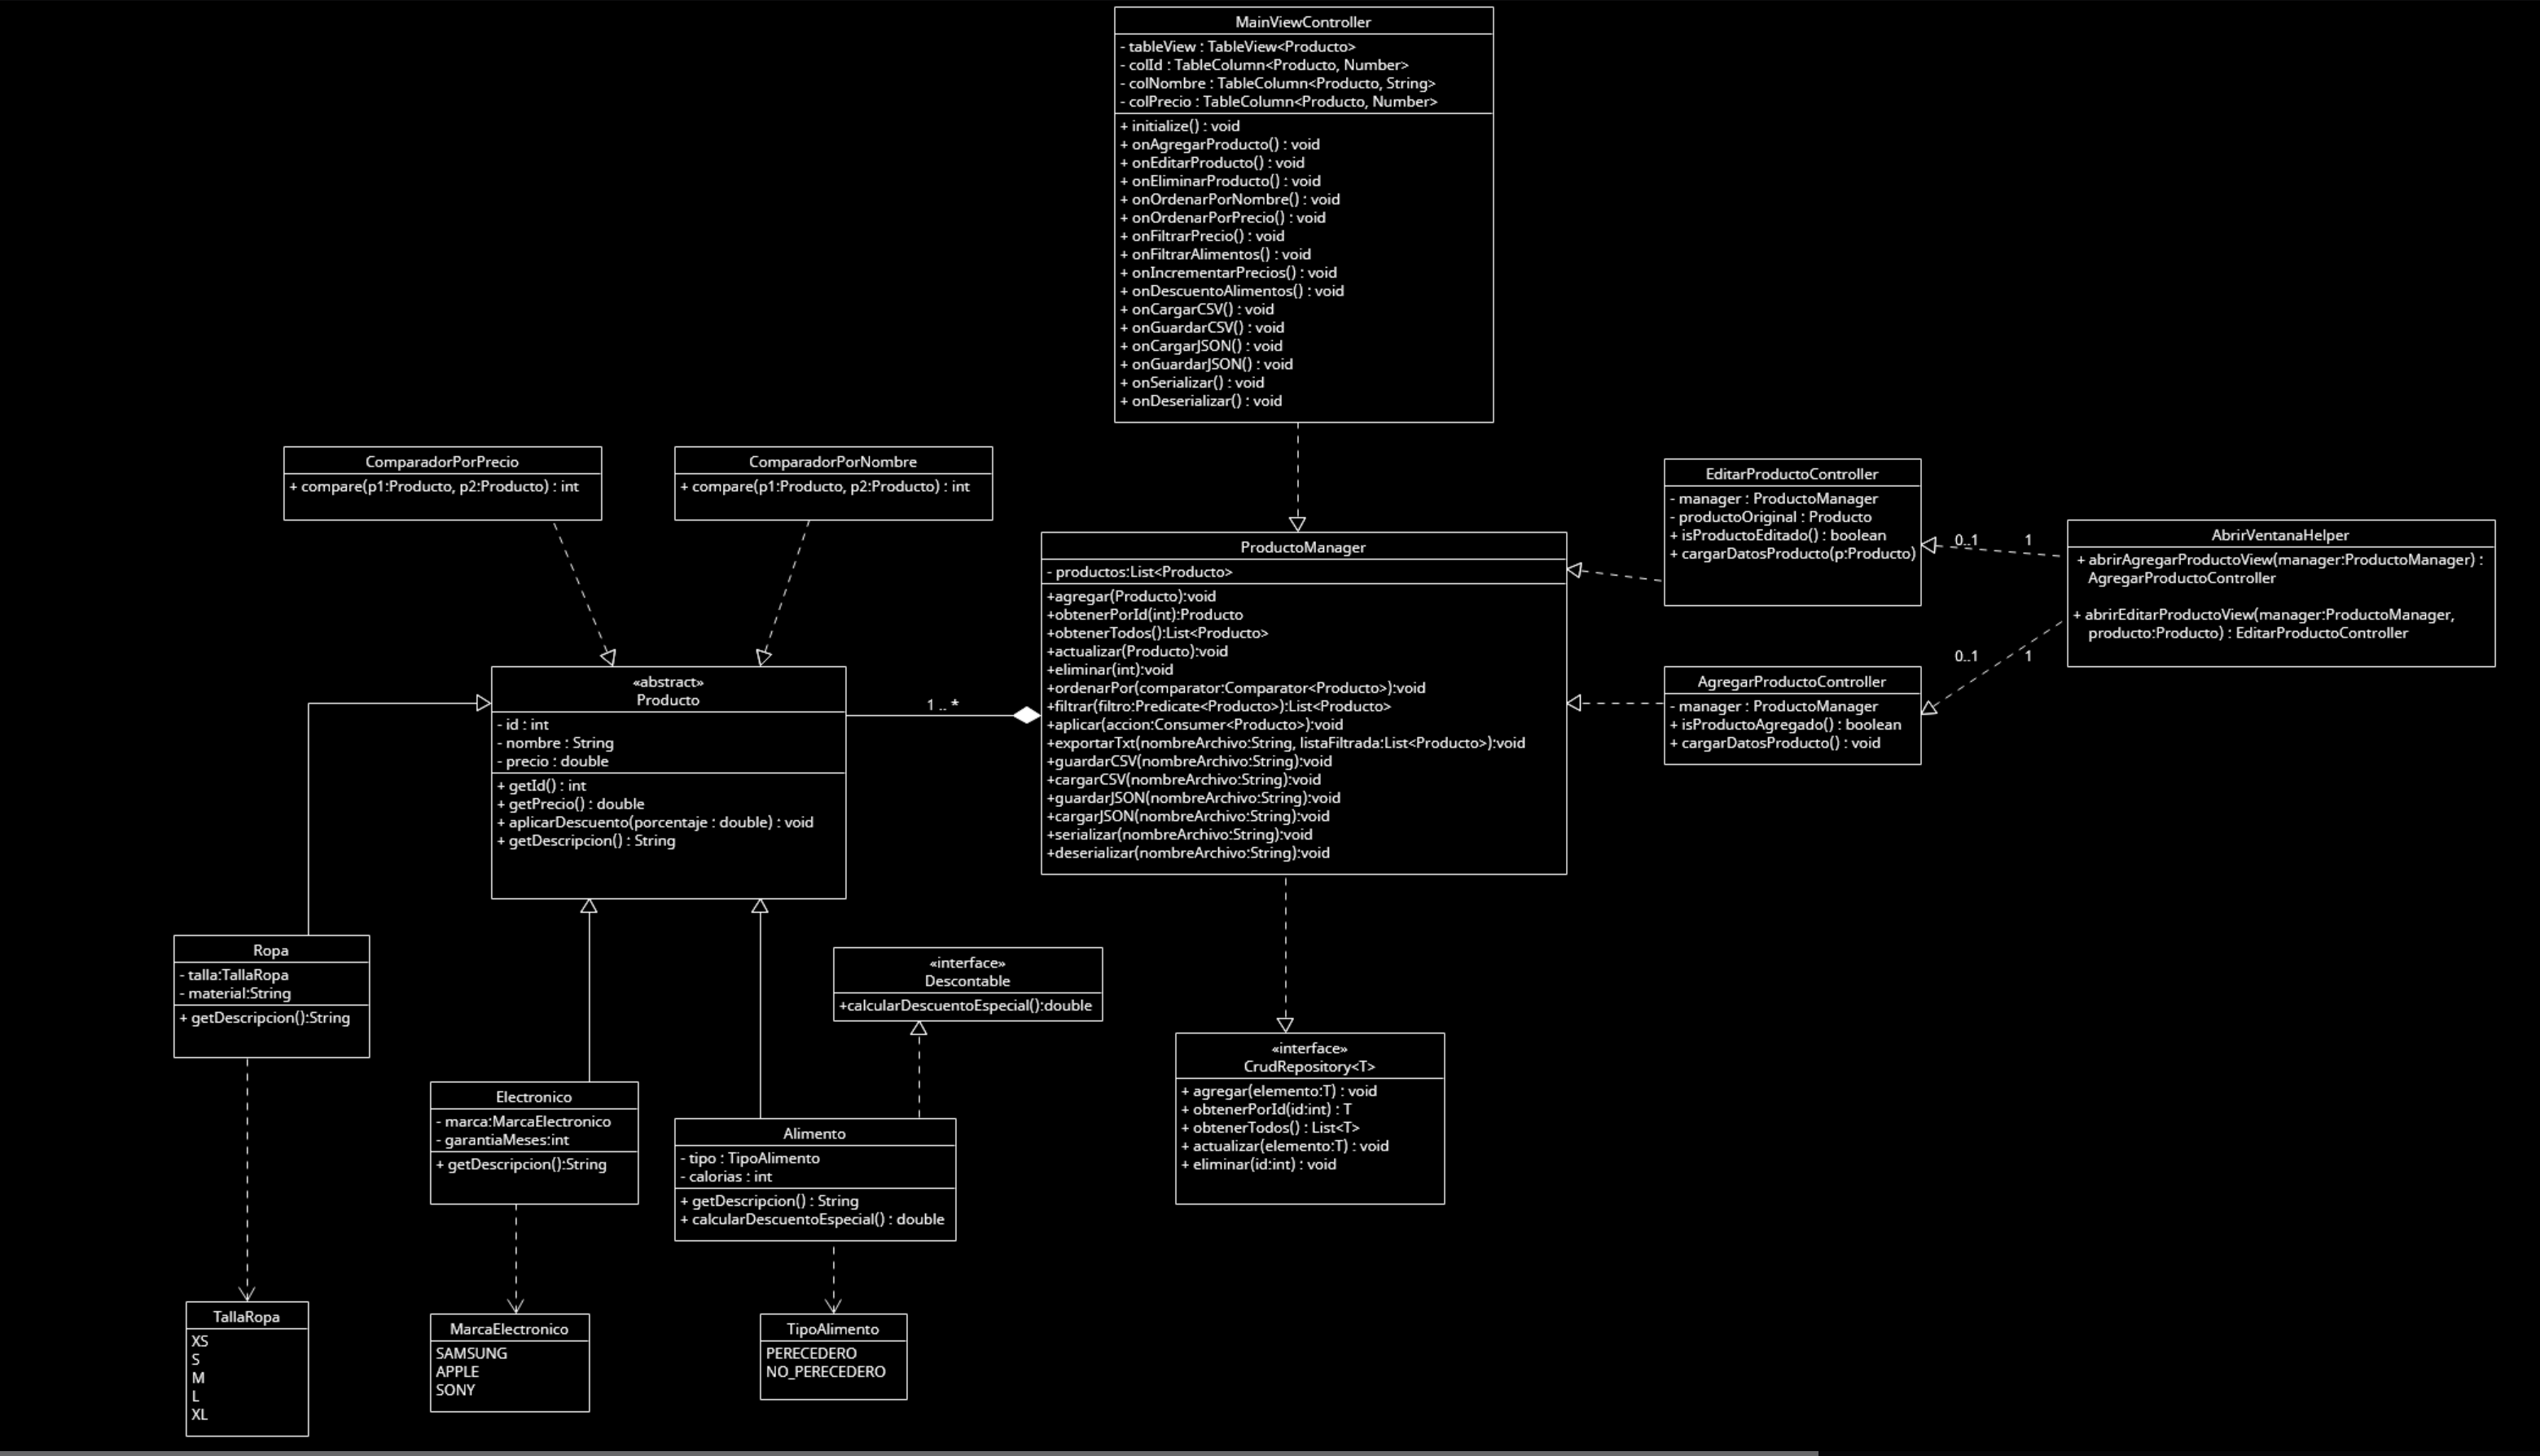 MainViewController
- tableView : TableView<Producto>
- colId : TableColumn<Producto, Number>
- colNombre : TableColumn<Producto, String>
- colPrecio : TableColumn<Producto, Number>
+ initialize() : void
+ onAgregarProducto() : void
+ onEditarProducto() : void
+ onEliminarProducto() : void
+ onOrdenarPorNombre() : void
+ onOrdenarPorPrecio() : void
+ onFiltrarPrecio() : void
+ onFiltrarAlimentos() : void
+ onIncrementarPrecios() : void
+ onDescuentoAlimentos() : void
+ onCargarCSV() : void
+ onGuardarCSV() : void
+ onCargarJSON() : void
+ onGuardarJSON() : void
+ onSerializar() : void
+ onDeserializar() : void
ComparadorPorPrecio
+ compare(p1:Producto, p2:Producto) : int
ComparadorPorNombre
+ compare(p1:Producto, p2:Producto) : int
EditarProductoController
- manager : ProductoManager
- productoOriginal : Producto
+ isProductoEditado() : boolean
+ cargarDatosProducto(p:Producto)
0..1
1
AbrirVentanaHelper
+ abrirAgregarProductoView(manager:ProductoManager) :
AgregarProductoController
+ abrirEditarProductoView(manager:ProductoManager,
producto:Producto) : EditarProductoController
0..1
1
AgregarProductoController
- manager : ProductoManager
+ isProductoAgregado() : boolean
+ cargarDatosProducto() : void
ProductoManager
- productos:List<Producto>
+agregar(Producto):void
+obtenerPorId(int):Producto
+obtenerTodos():List<Producto>
+actualizar(Producto):void
+eliminar(int):void
+ordenarPor(comparator:Comparator<Producto>):void
+filtrar(filtro:Predicate<Producto>):List<Producto>
+aplicar(accion:Consumer<Producto>):void
+exportarTxt(nombreArchivo:String, listaFiltrada:List<Producto>):void
+guardarCSV(nombreArchivo:String):void
+cargarCSV(nombreArchivo:String):void
+guardarJSON(nombreArchivo:String):void
+cargarJSON(nombreArchivo:String):void
+serializar(nombreArchivo:String):void
+deserializar(nombreArchivo:String):void
«abstract»
Producto
- id : int
- nombre : String
- precio : double
+ getId() : int
+ getPrecio() : double
+ aplicarDescuento(porcentaje : double) : void
+ getDescripcion() : String
1 .. *
Ropa
- talla:TallaRopa
- material:String
+ getDescripcion():String
«interface»
Descontable
+calcularDescuentoEspecial():double
«interface»
CrudRepository<T>
+ agregar(elemento:T) : void
+ obtenerPorId(id:int) : T
+ obtenerTodos() : List<T>
+ actualizar(elemento:T) : void
+ eliminar(id:int) : void
Electronico
- marca:MarcaElectronico
- garantiaMeses:int
+ getDescripcion():String
Alimento
- tipo : TipoAlimento
- calorias : int
+ getDescripcion() : String
+ calcularDescuentoEspecial() : double
TallaRopa
XS
S
M
L
XL
MarcaElectronico
SAMSUNG
APPLE
SONY
TipoAlimento
PERECEDERO
NO_PERECEDERO